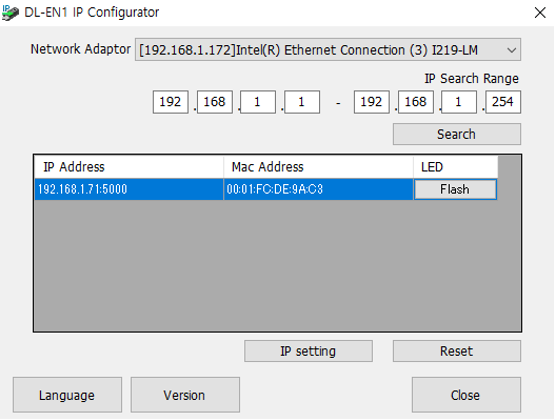 DL-EN1 IP Configurator
Network Adaptor [192.168.1.172]Intel(R) Ethernet Connection (3) I219-LM
IP Search Range
192 . 168 . 1 . 1 - 192 . 168 . 1 . 254
Search
IP Address Mac Address LED
192.168.1.71:5000 00:01:FC:DE:9A:C3 Flash
IP setting Reset
Language Version Close